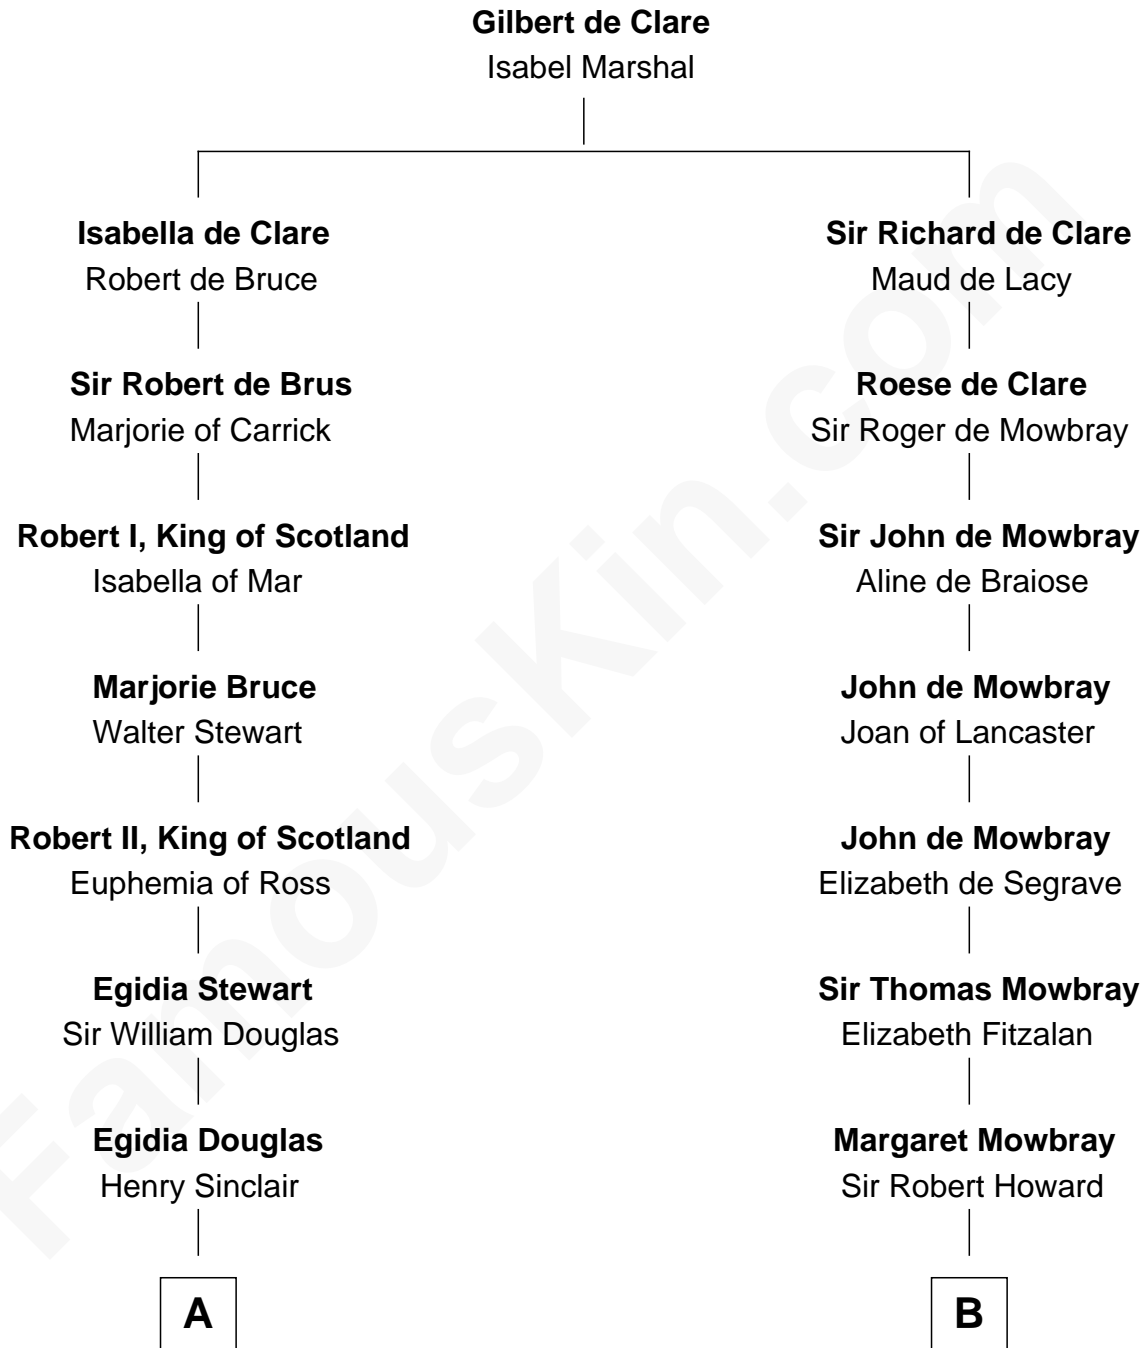 Gilbert de Clare
Isabel Marshal
Isabella de Clare
Robert de Bruce
Sir Richard de Clare
Maud de Lacy
Sir Robert de Brus
Marjorie of Carrick
Roese de Clare
Sir Roger de Mowbray
Robert I, King of Scotland
Isabella of Mar
Sir John de Mowbray
Aline de Braiose
Marjorie Bruce
Walter Stewart
John de Mowbray
Joan of Lancaster
Robert II, King of Scotland
Euphemia of Ross
John de Mowbray
Elizabeth de Segrave
Egidia Stewart
Sir William Douglas
Sir Thomas Mowbray
Elizabeth Fitzalan
Egidia Douglas
Henry Sinclair
Margaret Mowbray
Sir Robert Howard
A
B
FamousKin.com